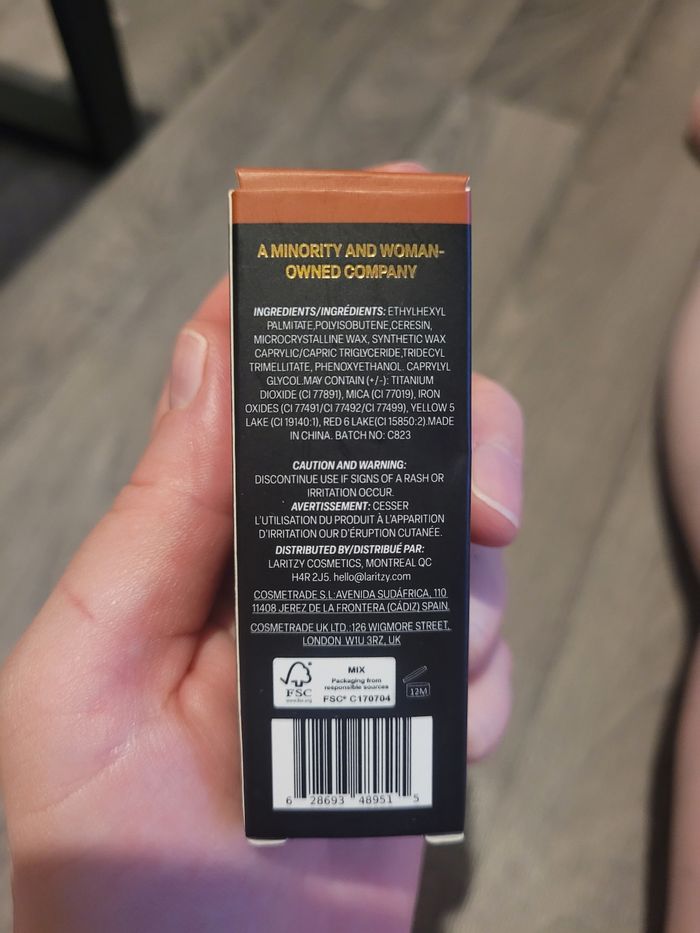 A MINORITY AND WOMAN-
OWNED COMPANY
INGREDIENTS/INGRÉDIENTS: ETHYLHEXYL
PALMITATE,POLYISOBUTENE,CERESIN,
MICROCRYSTALLINE WAX, SYNTHETIC WAX
CAPRYLIC/CAPRIC TRIGLYCERIDE,TRIDECYL
TRIMELLITATE, PHENOXYETHANOL. CAPRYLYL
GLYCOL.MAY CONTAIN (+/-): TITANIUM
DIOXIDE (CI 77891), MICA (CI 77019), IRON
OXIDES (CI 77491/CI 77492/CI 77499), YELLOW 5
LAKE (CI 19140:1), RED 6 LAKE(CI 15850:2).MADE
IN CHINA. BATCH NO: C823
CAUTION AND WARNING:
DISCONTINUE USE IF SIGNS OF A RASH OR
IRRITATION OCCUR.
AVERTISSEMENT: CESSER
L'UTILISATION DU PRODUIT À L'APPARITION
D'IRRITATION OUR D'ÉRUPTION CUTANÉE.
DISTRIBUTED BY/DISTRIBUÉ PAR:
LARITZY COSMETICS, MONTREAL QC
H4R 2J5. hello@laritzy.com
COSMETRADE S.L:AVENIDA SUDÁFRICA, 110
11408 JEREZ DE LA FRONTERA (CÁDIZ) SPAIN.
COSMETRADE UK LTD.:126 WIGMORE STREET,
LONDON W1U 3RZ, UK
FSC
www.fsc.org
MIX
Packaging from
responsible sources
FSC® C170704
12M
6 28693 48951 5